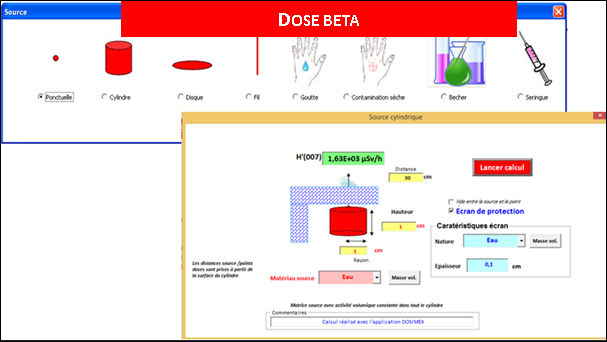 DOSE BETA
Source
Ponctuelle
Cylindre
Disque
Fil
Goutte
Contamination sèche
Becher
Seringue
Source cylindrique
H'(007)
1,63E+03 µSv/h
Distance
30 cm
Lancer calcul
Vide entre la source et le point
Ecran de protection
Hauteur
1 cm
Caratéristiques écran
Nature
Eau
Masse vol.
Epaisseur
0,1 cm
1 cm
Rayon
Les distances source /points
doses sont prises à partir de
la surface du cylindre
Matériau source
Eau
Masse vol.
Matrice source avec activité volumique constante dans tout le cylindre
Commentaires
Calcul réalisé avec l'application DOSIMEX